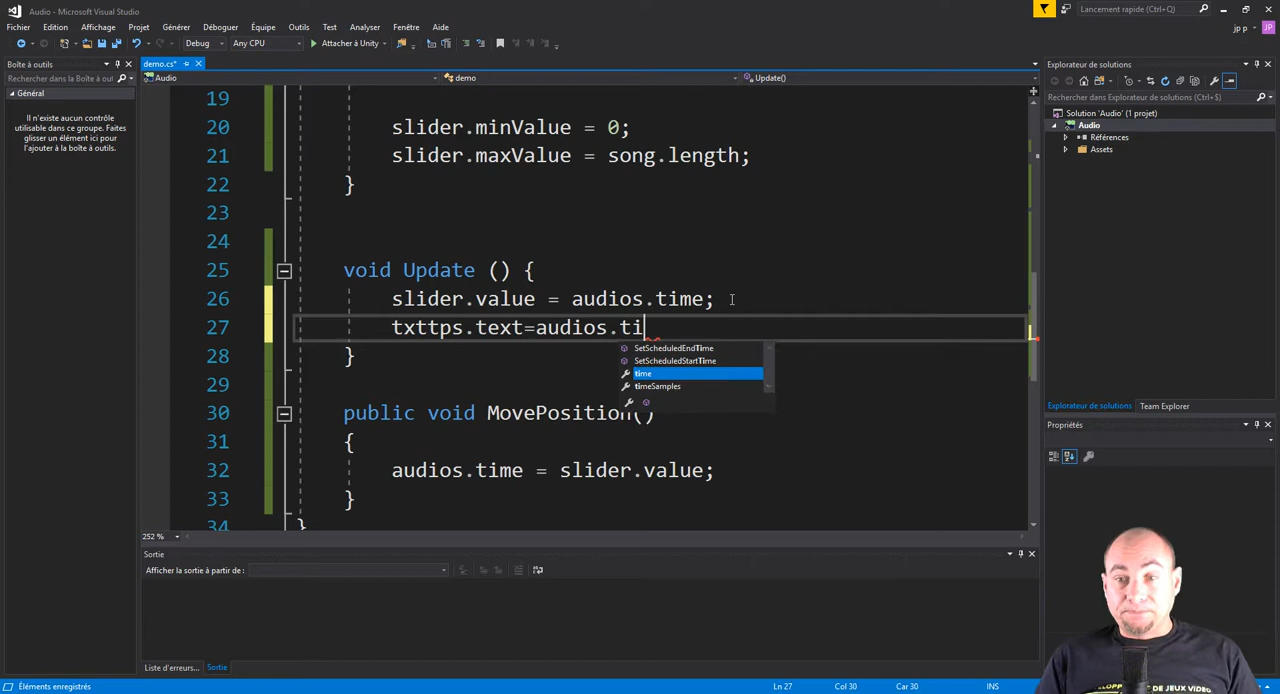 Audio - Microsoft Visual Studio
Lancement rapide (Ctrl+Q)
Fichier Edition Affichage Projet Générer Déboguer Équipe Outils Test Analyser Fenêtre Aide
jp p JP
Debug Any CPU Attacher à Unity
Boîte à outils
Rechercher dans la Boîte à outils
Général
Il n'existe aucun contrôle
utilisable dans ce groupe. Faites
glisser un élément ici pour
l'ajouter à la boîte à outils.
demo.cs*
Audio demo Update()
19
20 slider.minValue = 0;
21 slider.maxValue = song.length;
22 }
23
24
25 void Update () {
26 slider.value = audios.time;
27 txttps.text=audios.ti
SetScheduledEndTime
SetScheduledStartTime
time
timeSamples
28 }
29
30 public void MovePosition()
31 {
32 audios.time = slider.value;
33 }
34 }
252 %
Sortie
Afficher la sortie à partir de :
Liste d'erreurs... Sortie
Explorateur de solutions
Rechercher dans Explorateur de solutions (Ctrl+$)
Solution 'Audio' (1 projet)
Audio
Références
Assets
Explorateur de solutions Team Explorer
Propriétés
Éléments enregistrés Ln 27 Col 30 Car 30 INS